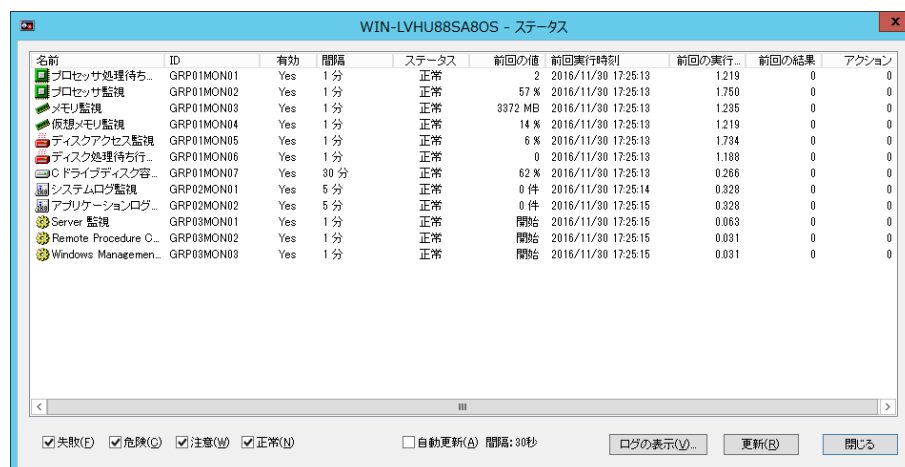 WIN-LVHU88SA8OS - ステータス
x
名前 ID 有効 間隔 ステータス 前回の値 前回実行時刻 前回の実行... 前回の結果 アクション
プロセッサ処理待ち... GRP01MON01 Yes 1 分 正常 2 2016/11/30 17:25:13 1.219 0 0
プロセッサ監視 GRP01MON02 Yes 1 分 正常 57 % 2016/11/30 17:25:13 1.750 0 0
メモリ監視 GRP01MON03 Yes 1 分 正常 3372 MB 2016/11/30 17:25:13 1.235 0 0
仮想メモリ監視 GRP01MON04 Yes 1 分 正常 14 % 2016/11/30 17:25:13 1.219 0 0
ディスクアクセス監視 GRP01MON05 Yes 1 分 正常 6 % 2016/11/30 17:25:13 1.734 0 0
ディスク処理待ち行... GRP01MON06 Yes 1 分 正常 0 2016/11/30 17:25:13 1.188 0 0
C ドライブディスク容... GRP01MON07 Yes 30 分 正常 62 % 2016/11/30 17:25:13 0.266 0 0
システムログ監視 GRP02MON01 Yes 5 分 正常 0 件 2016/11/30 17:25:14 0.328 0 0
アプリケーションログ... GRP02MON02 Yes 5 分 正常 0 件 2016/11/30 17:25:15 0.328 0 0
Server 監視 GRP03MON01 Yes 1 分 正常 開始 2016/11/30 17:25:15 0.063 0 0
Remote Procedure C... GRP03MON02 Yes 1 分 正常 開始 2016/11/30 17:25:15 0.031 0 0
Windows Managemen... GRP03MON03 Yes 1 分 正常 開始 2016/11/30 17:25:15 0.031 0 0
失敗(F) 危険(C) 注意(W) 正常(N) 自動更新(A) 間隔: 30秒 ログの表示(V)... 更新(R) 閉じる